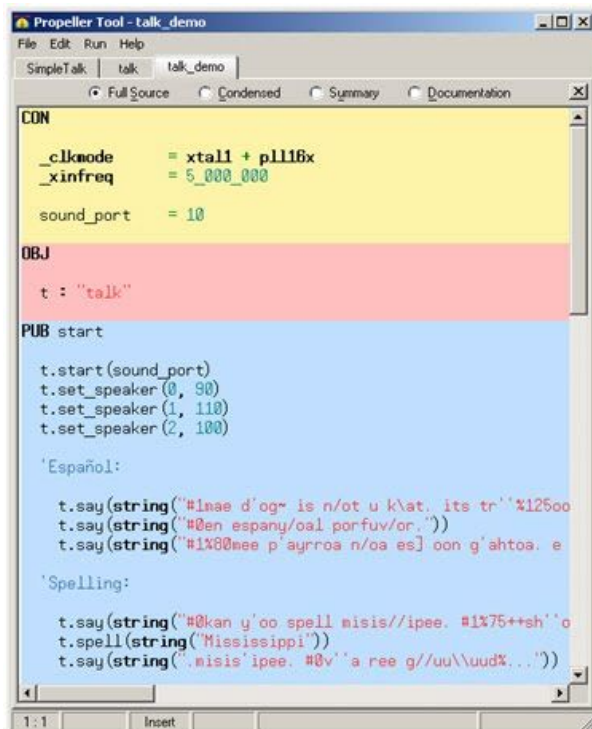 Propeller Tool - talk_demo
File Edit Run Help
SimpleTalk talk talk_demo
Full Source Condensed Summary Documentation
CON
_clkmode = xtal1 + pll16x
_xinfreq = 5_000_000
sound_port = 10
OBJ
t : "talk"
PUB start
t.start(sound_port)
t.set_speaker(0, 90)
t.set_speaker(1, 110)
t.set_speaker(2, 100)
'Español:
t.say(string("#1mae d'og~ is n/ot u k\at. its tr''%125oo
t.say(string("#0en espany/oal porfuv/or."))
t.say(string("#1%80mee p'ayrroa n/oa es] oon g'ahtoa. e
'Spelling:
t.say(string("#0kan y'oo spell misis//ipee. #1%75++sh''o
t.spell(string("Mississippi"))
t.say(string(".misis'ipee. #0v''a ree g//uu\\uud%..."))
1 : 1 Insert